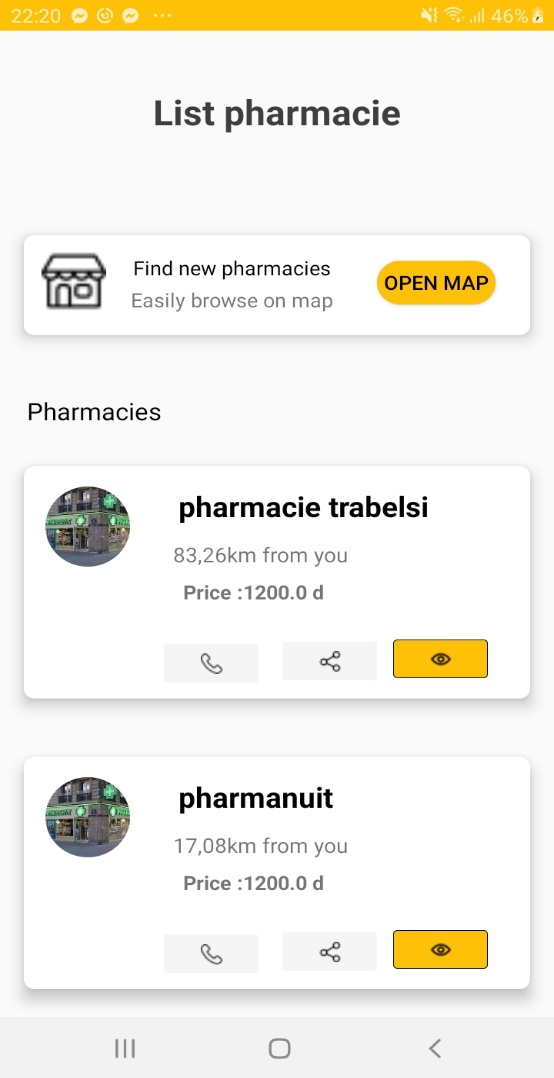 22:20
46%
List pharmacie
Find new pharmacies
Easily browse on map
OPEN MAP
Pharmacies
pharmacie trabelsi
83,26km from you
Price :1200.0 d
pharmanuit
17,08km from you
Price :1200.0 d